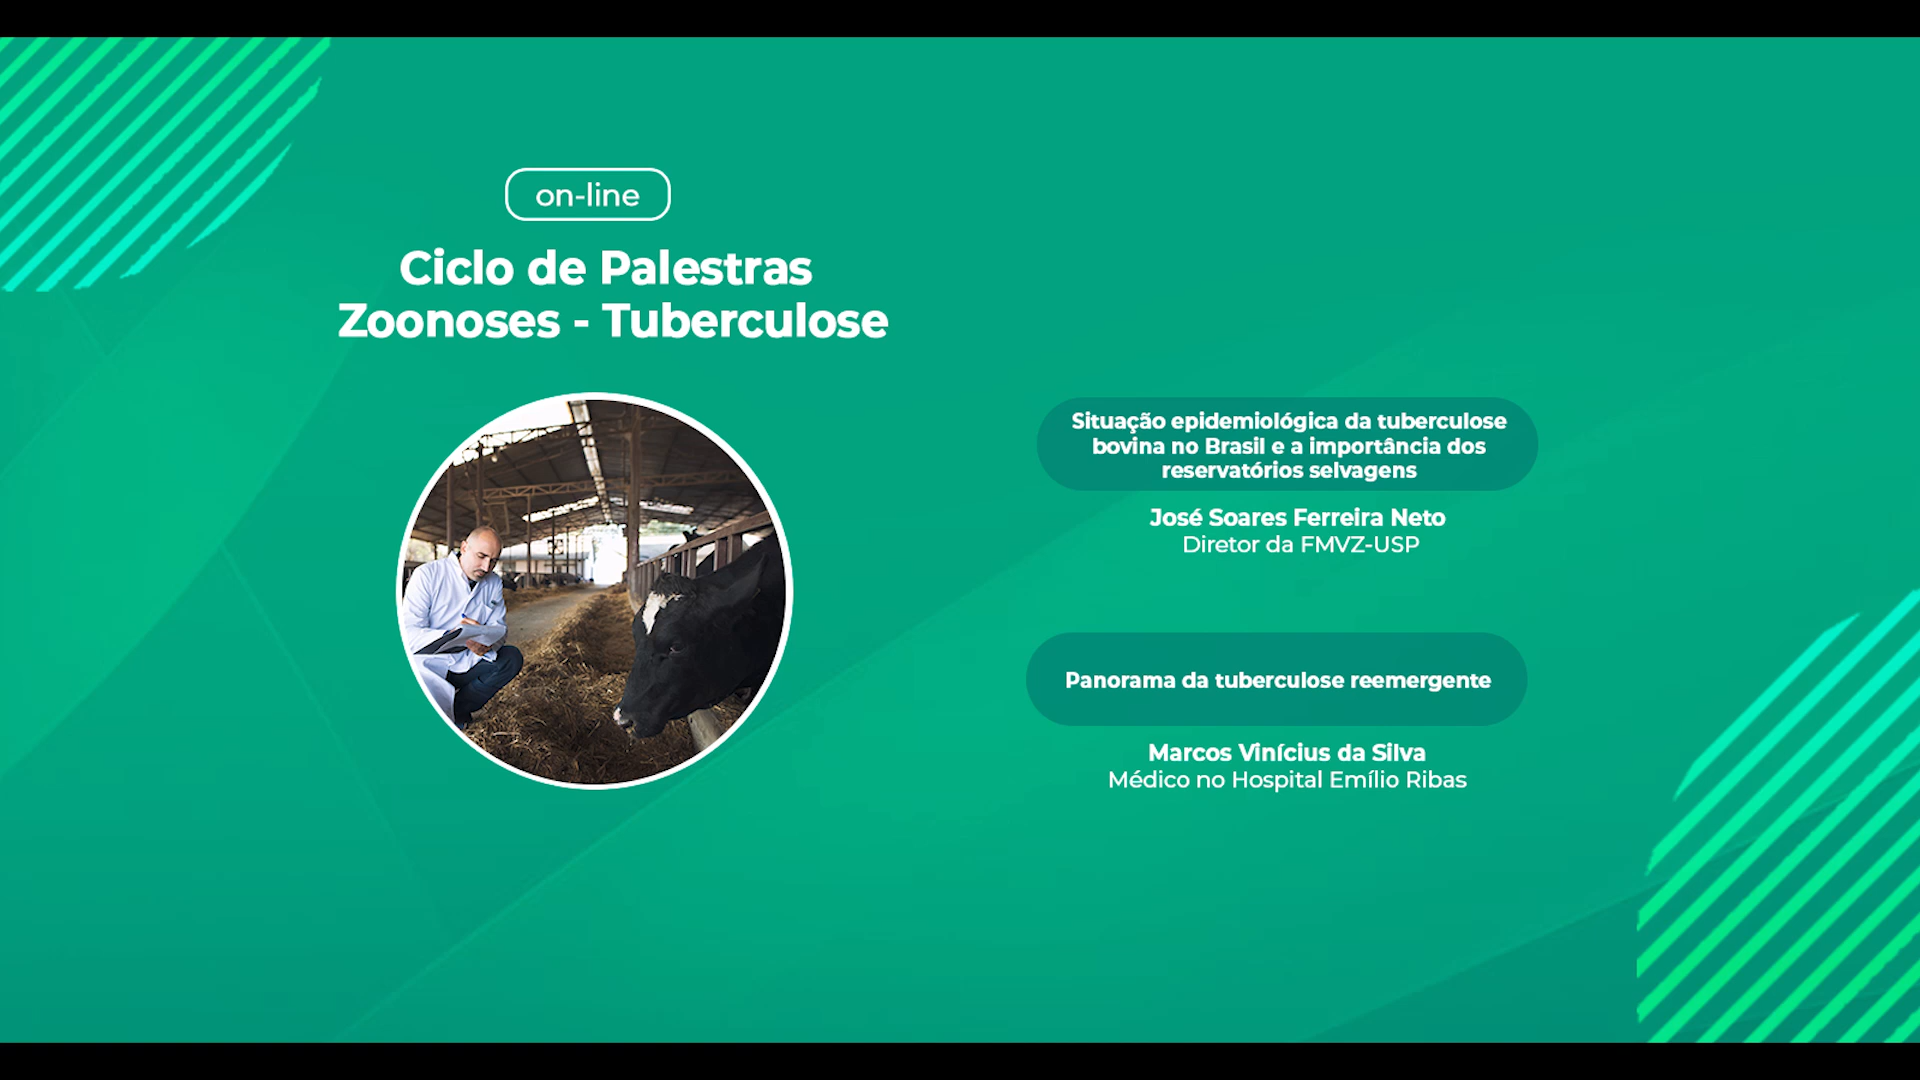 on-line
Ciclo de Palestras
Zoonoses - Tuberculose
Situação epidemiológica da tuberculose
bovina no Brasil e a importância dos
reservatórios selvagens
José Soares Ferreira Neto
Diretor da FMVZ-USP
Panorama da tuberculose reemergente
Marcos Vinícius da Silva
Médico no Hospital Emílio Ribas